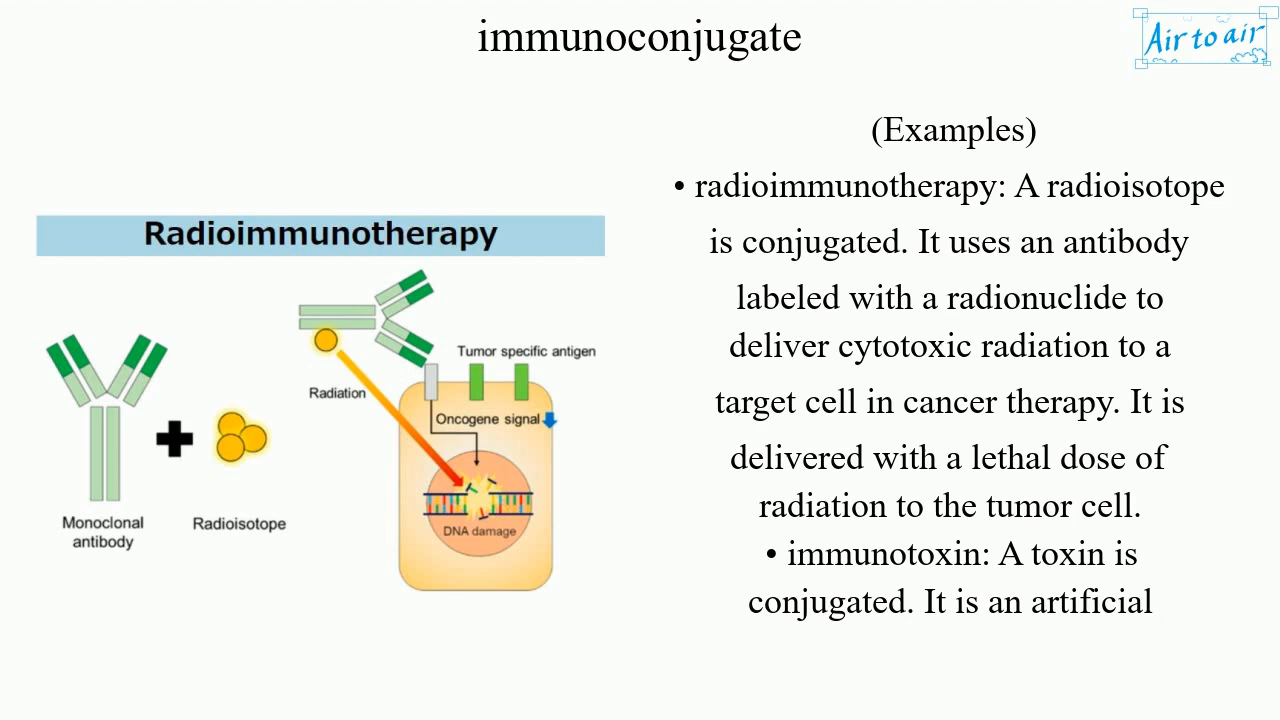 immunoconjugate
Air to air
Radioimmunotherapy
Tumor specific antigen
Radiation
Oncogene signal
DNA damage
Monoclonal
antibody
Radioisotope
(Examples)
• radioimmunotherapy: A radioisotope
is conjugated. It uses an antibody
labeled with a radionuclide to
deliver cytotoxic radiation to a
target cell in cancer therapy. It is
delivered with a lethal dose of
radiation to the tumor cell.
• immunotoxin: A toxin is
conjugated. It is an artificial